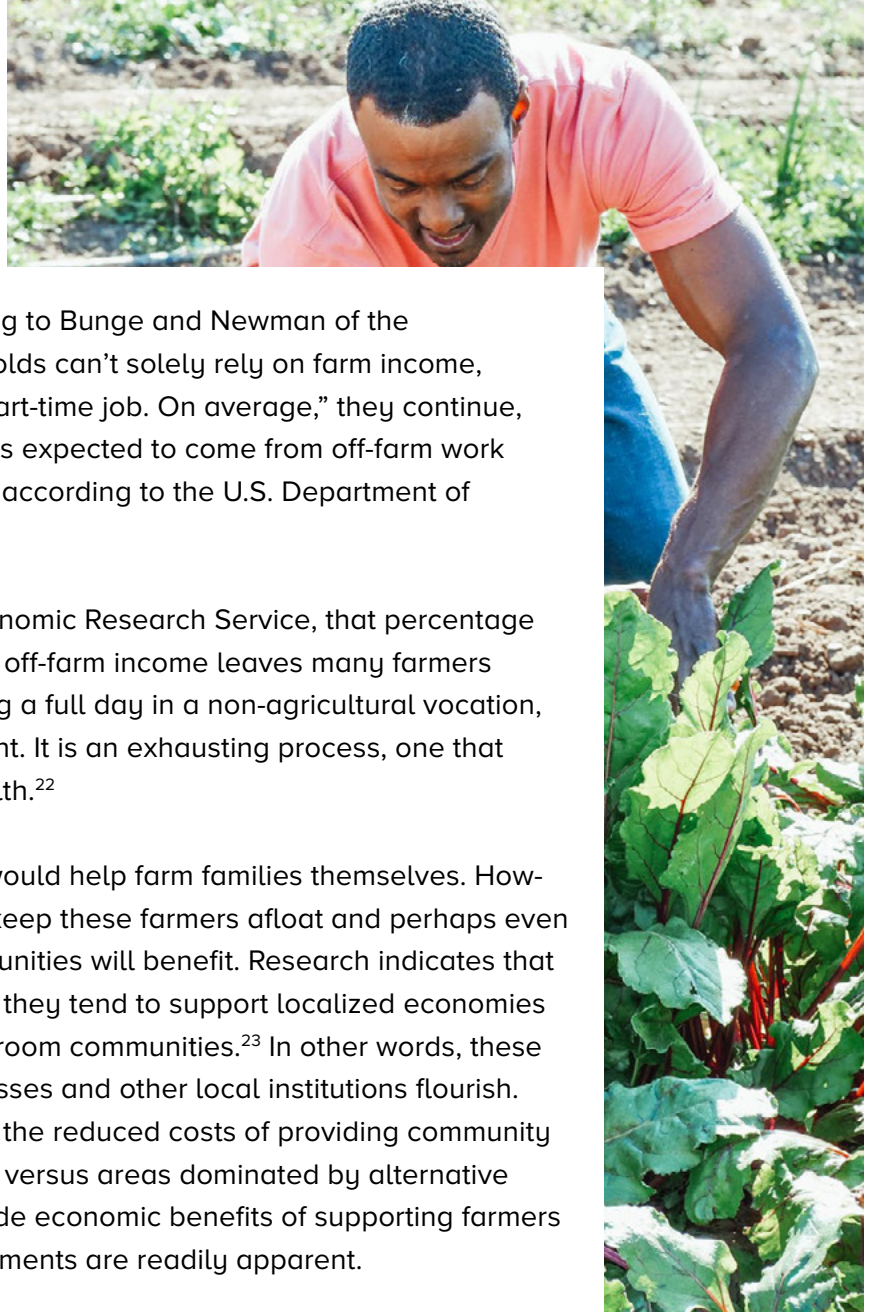 g to Bunge and Newman of the
olds can’t solely rely on farm income,
art-time job. On average,” they continue,
s expected to come from off-farm work
according to the U.S. Department of
nomic Research Service, that percentage
off-farm income leaves many farmers
g a full day in a non-agricultural vocation,
nt. It is an exhausting process, one that
lth.22
would help farm families themselves. How-
keep these farmers afloat and perhaps even
unities will benefit. Research indicates that
they tend to support localized economies
room communities.23 In other words, these
sses and other local institutions flourish.
the reduced costs of providing community
versus areas dominated by alternative
de economic benefits of supporting farmers
ments are readily apparent.